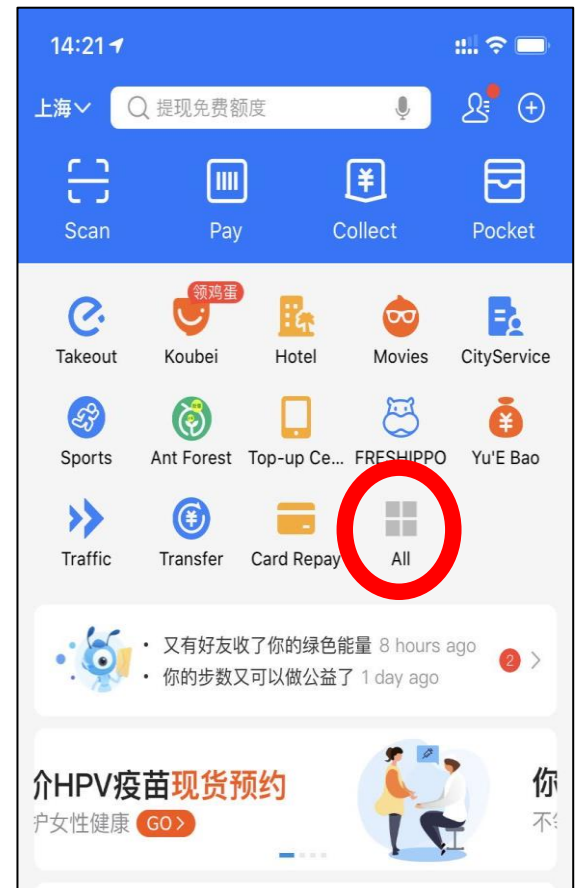 14:21
上海
提现免费额度
Scan Pay Collect Pocket
领鸡蛋
Takeout Koubei Hotel Movies CityService
Sports Ant Forest Top-up Ce... FRESHIPPO Yu'E Bao
Traffic Transfer Card Repay All
· 又有好友收了你的绿色能量 8 hours ago
2
· 你的步数又可以做公益了 1 day ago
价HPV疫苗现货预约
护女性健康 GO>
你
不